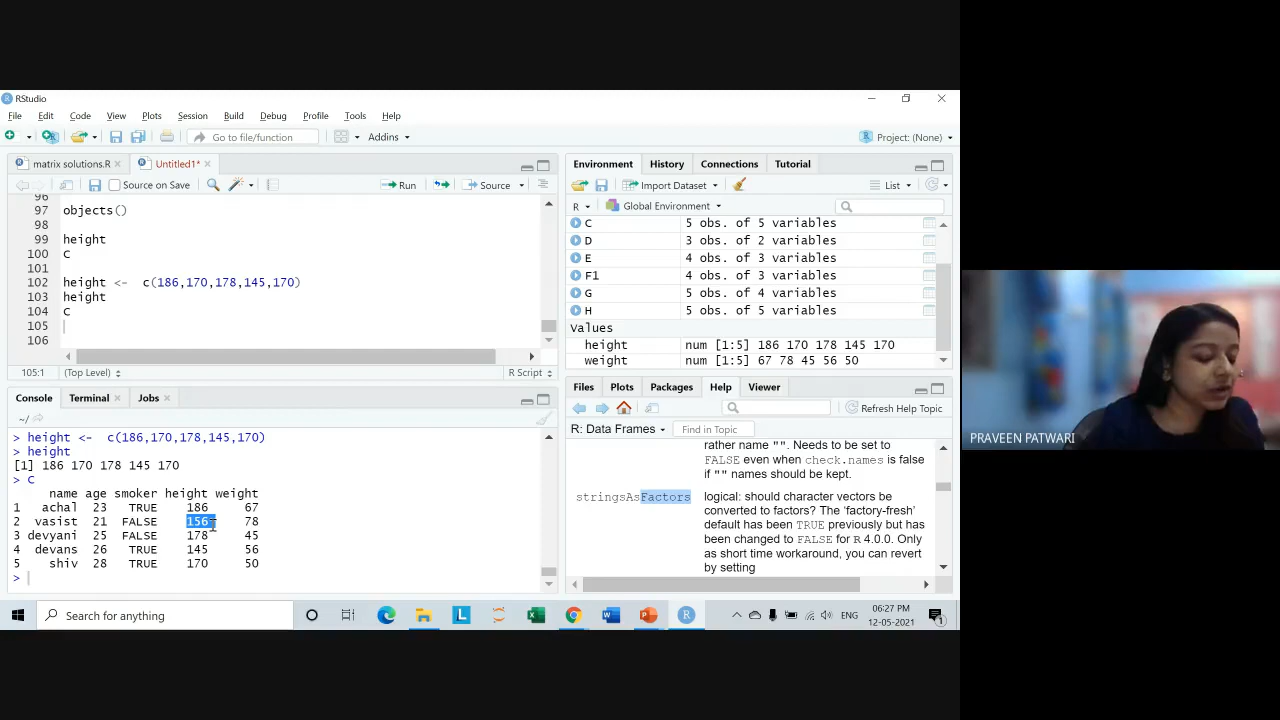 RStudio
File Edit Code View Plots Session Build Debug Profile Tools Help
Go to file/function Addins Project: (None)
matrix solutions.R Untitled1*
Source on Save Run Source
96
97 objects()
98
99 height
100 C
101
102 height <- c(186,170,178,145,170)
103 height
104 C
105
106
105:1 (Top Level) R Script
Console Terminal Jobs
~/
> height <- c(186,170,178,145,170)
> height
[1] 186 170 178 145 170
> C
name age smoker height weight
1 achal 23 TRUE 186 67
2 vasist 21 FALSE 156 78
3 devyani 25 FALSE 178 45
4 devans 26 TRUE 145 56
5 shiv 28 TRUE 170 50
>
Environment History Connections Tutorial
Import Dataset List
R Global Environment
C 5 obs. of 5 variables
D 3 obs. of 2 variables
E 4 obs. of 3 variables
F1 4 obs. of 3 variables
G 5 obs. of 4 variables
H 5 obs. of 5 variables
Values
height num [1:5] 186 170 178 145 170
weight num [1:5] 67 78 45 56 50
Files Plots Packages Help Viewer
Refresh Help Topic
R: Data Frames Find in Topic
rather name "". Needs to be set to
FALSE even when check.names is false
if "" names should be kept.
stringsAsFactors logical: should character vectors be
converted to factors? The ‘factory-fresh’
default has been TRUE previously but has
been changed to FALSE for R 4.0.0. Only
as short time workaround, you can revert
by setting
Search for anything
ENG
06:27 PM
12-05-2021
1
PRAVEEN PATWARI